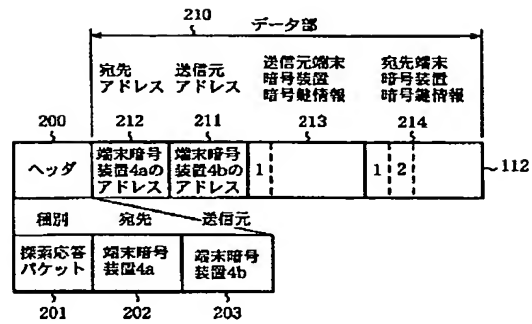 210
データ部
宛先
アドレス
送信元
アドレス
送信元端末
暗号装置
暗号鍵情報
宛先端末
暗号装置
暗号鍵情報
200
212
211
213
214
ヘッダ
端末暗号
装置4aの
アドレス
端末暗号
装置4bの
アドレス
1
1
2
112
種別
宛先
送信元
探索応答
パケット
端末暗号
装置4a
端末暗号
装置4b
201
202
203